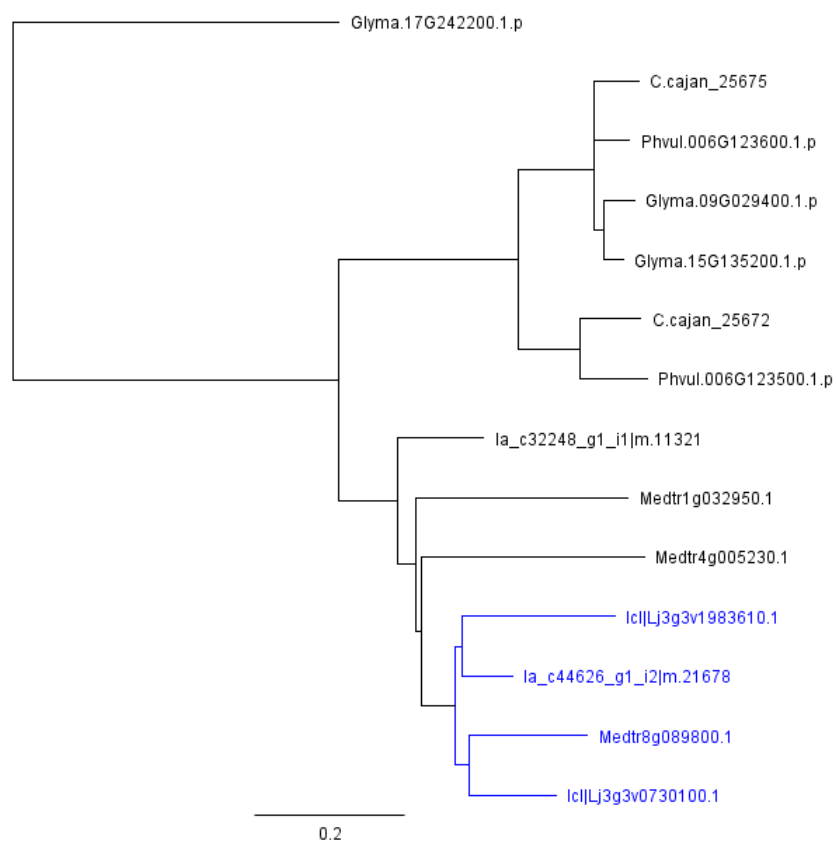 Glyma.17G242200.1.p
C.cajan_25675
Phvul.006G123600.1.p
Glyma.09G029400.1.p
Glyma.15G135200.1.p
C.cajan_25672
Phvul.006G123500.1.p
Ia_c32248_g1_i1|m.11321
Medtr1g032950.1
Medtr4g005230.1
lcl|Lj3g3v1983610.1
Ia_c44626_g1_i2|m.21678
Medtr8g089800.1
lcl|Lj3g3v0730100.1
0.2